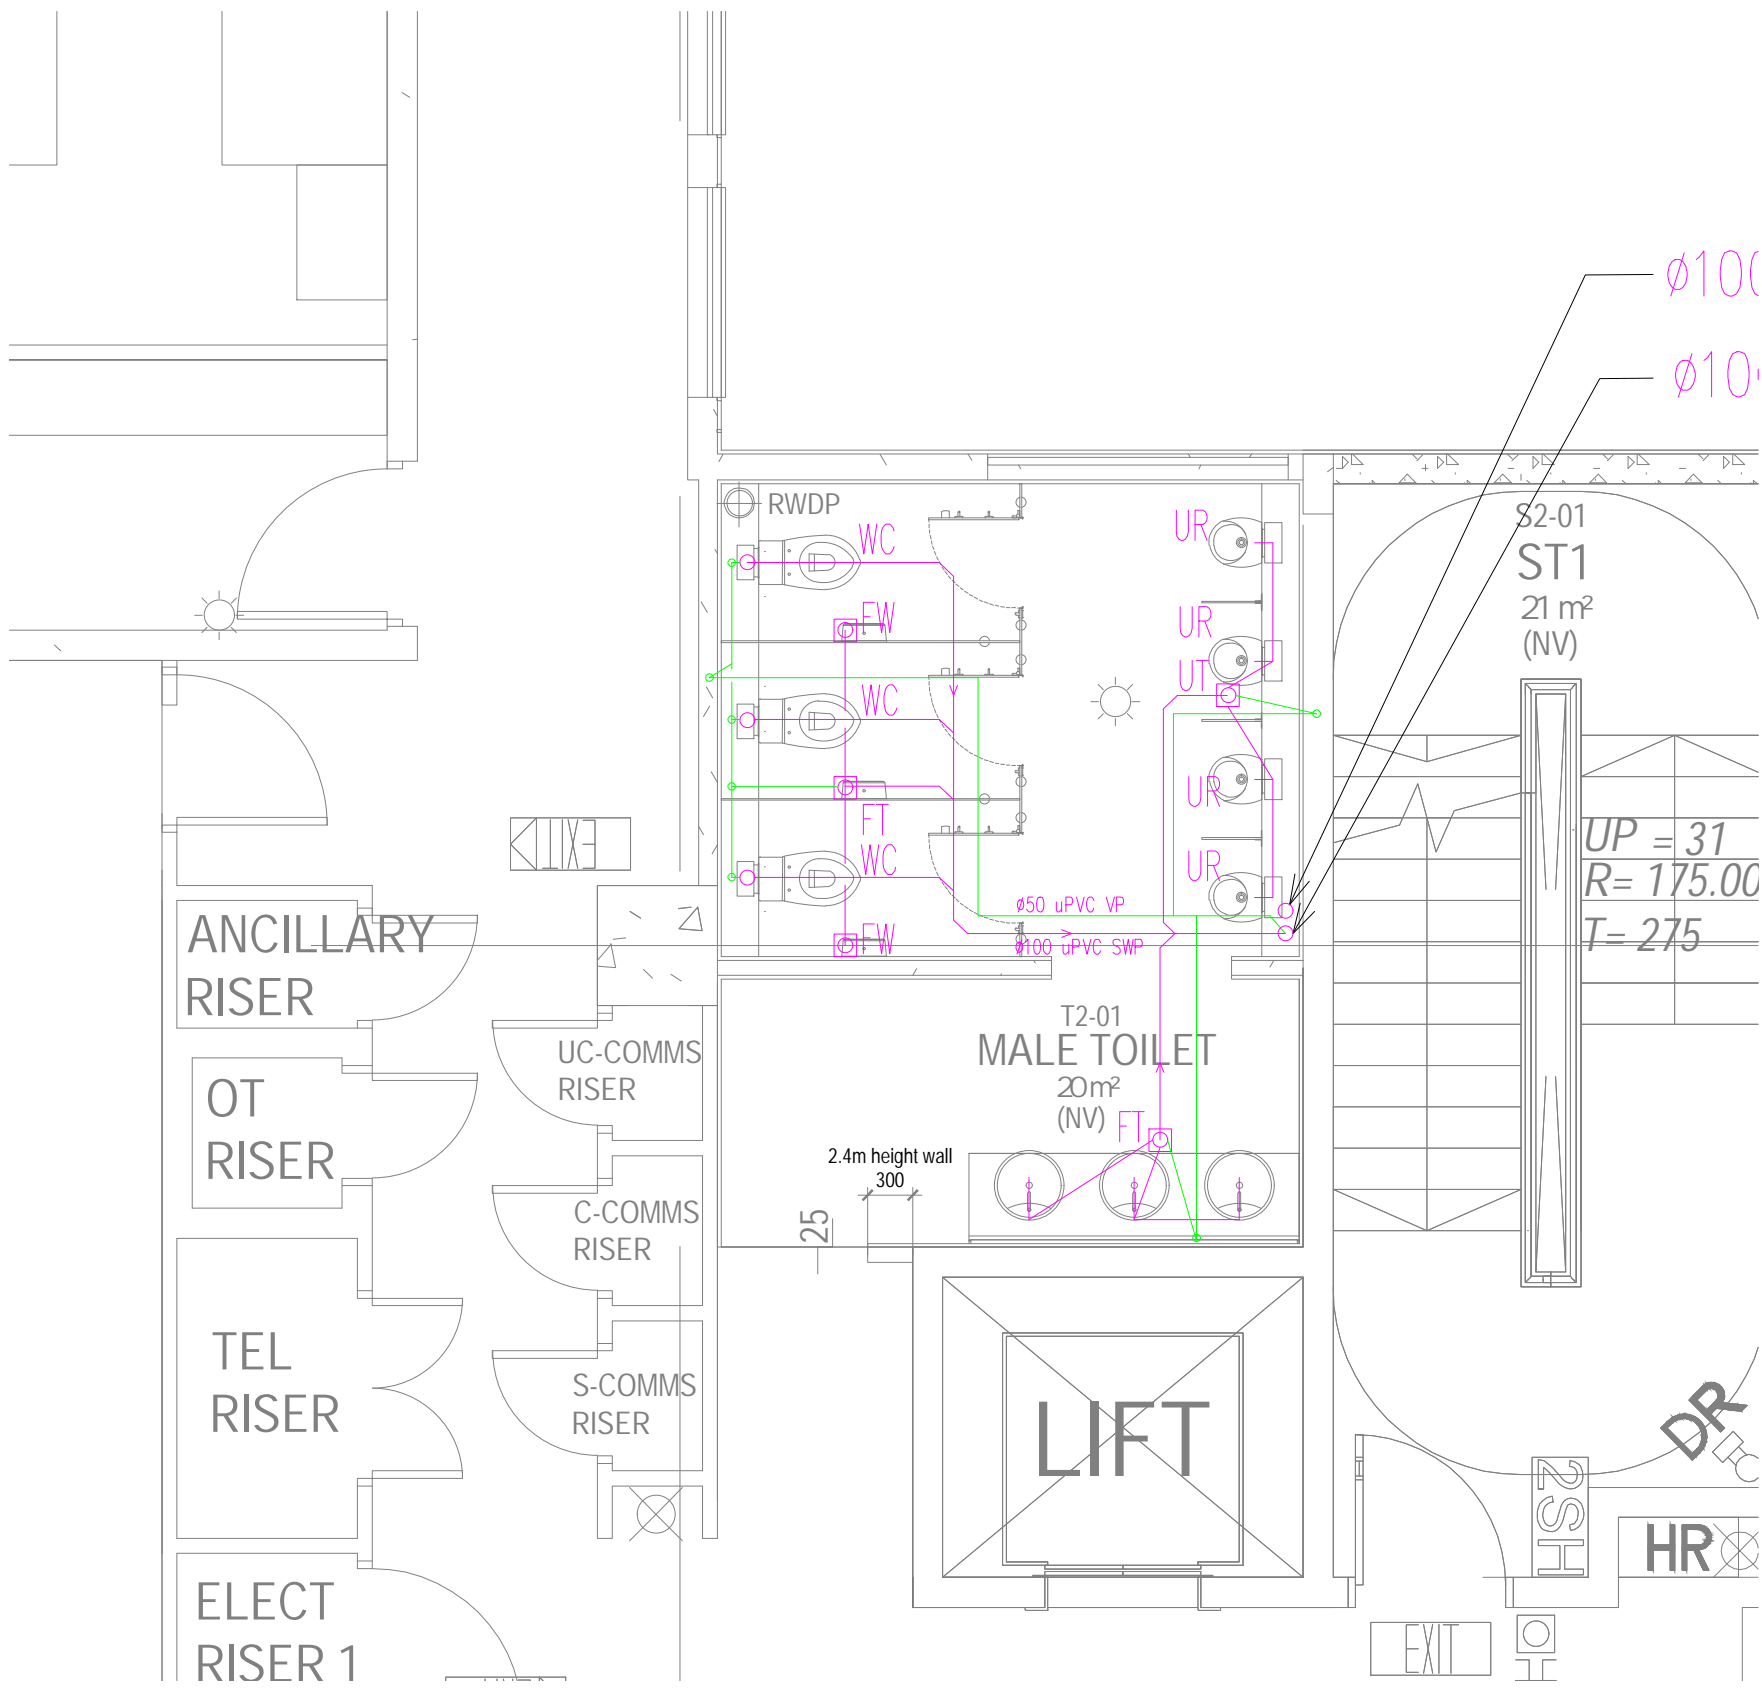 ø100
ø10
RWDP
WC
UR
S2-01
ST1
21 m²
(NV)
FW
UR
UT
WC
UR
FT
WC
UR
EXIT
UP = 31
R= 175.00
T= 275
ø50 uPVC VP
ø100 uPVC SWP
FW
ANCILLARY
RISER
T2-01
MALE TOILET
20m²
(NV)
UC-COMMS
RISER
OT
RISER
FT
2.4m height wall
300
25
C-COMMS
RISER
TEL
RISER
S-COMMS
RISER
LIFT
DR
2SH
HR
ELECT
RISER 1
EXIT